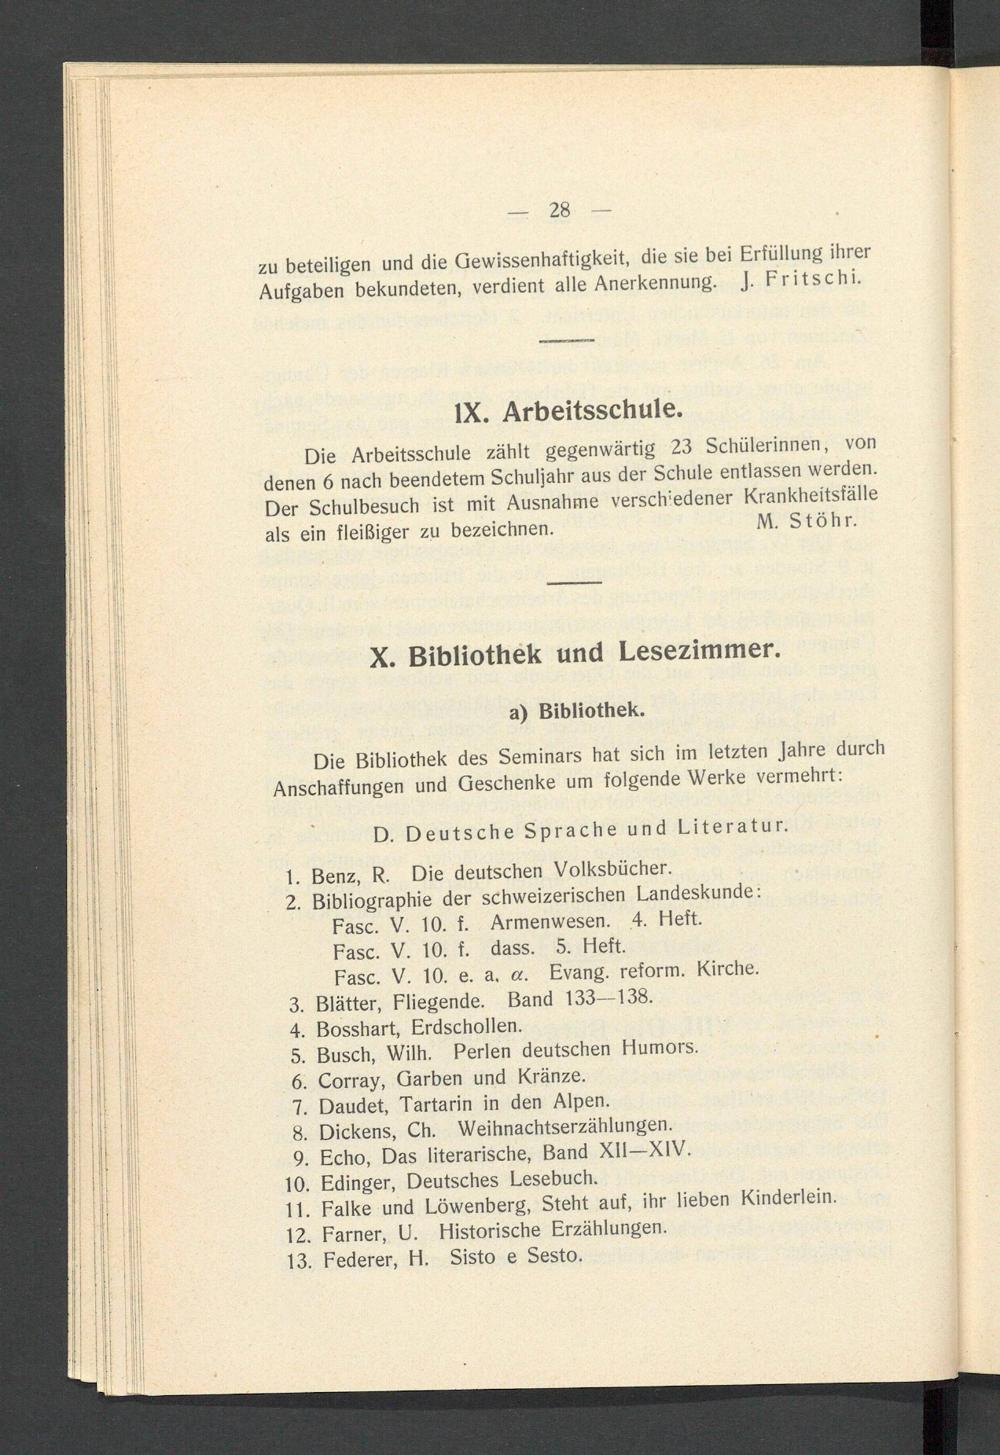 — 28 —
zu beteiligen und die Gewissenhaftigkeit, die sie bei Erfüllung ihrer
Aufgaben bekundeten, verdient alle Anerkennung. J. Fritschi.
IX. Arbeitsschule.
Die Arbeitsschule zählt gegenwärtig 23 Schülerinnen, von
denen 6 nach beendetem Schuljahr aus der Schule entlassen werden.
Der Schulbesuch ist mit Ausnahme verschiedener Krankheitsfälle
als ein fleißiger zu bezeichnen. M. Stöhr.
X. Bibliothek und Lesezimmer.
a) Bibliothek.
Die Bibliothek des Seminars hat sich im letzten Jahre durch
Anschaffungen und Geschenke um folgende Werke vermehrt:
D. Deutsche Sprache und Literatur.
1. Benz, R. Die deutschen Volksbücher.
2. Bibliographie der schweizerischen Landeskunde:
Fasc. V. 10. f. Armenwesen. 4. Heft.
Fasc. V. 10. f. dass. 5. Heft.
Fasc. V. 10. e. a. α. Evang. reform. Kirche.
3. Blätter, Fliegende. Band 133—138.
4. Bosshart, Erdschollen.
5. Busch, Wilh. Perlen deutschen Humors.
6. Corray, Garben und Kränze.
7. Daudet, Tartarin in den Alpen.
8. Dickens, Ch. Weihnachtserzählungen.
9. Echo, Das literarische, Band XII—XIV.
10. Edinger, Deutsches Lesebuch.
11. Falke und Löwenberg, Steht auf, ihr lieben Kinderlein.
12. Farner, U. Historische Erzählungen.
13. Federer, H. Sisto e Sesto.